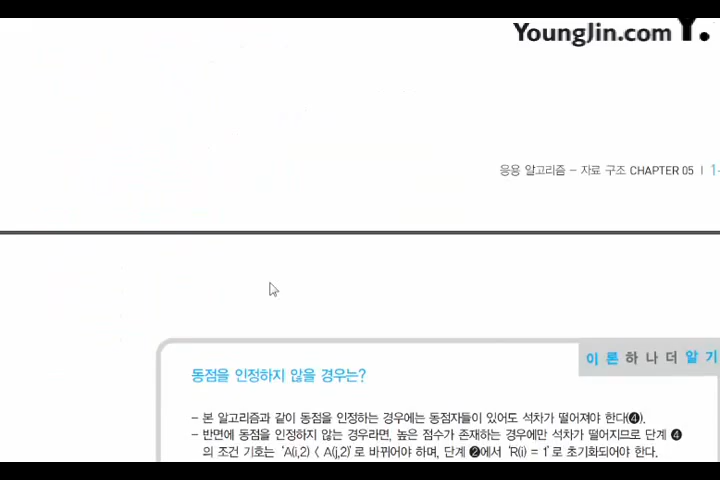 YoungJin.com Y.
응용 알고리즘 - 자료 구조 CHAPTER 05 | 1-
이 론 하 나 더 알 기
동점을 인정하지 않을 경우는?
- 본 알고리즘과 같이 동점을 인정하는 경우에는 동점자들이 있어도 석차가 떨어져야 한다(❹).
- 반면에 동점을 인정하지 않는 경우라면, 높은 점수가 존재하는 경우에만 석차가 떨어지므로 단계 ❹
의 조건 기호는 'A(i,2) < A(j,2)'로 바뀌어야 하며, 단계 ❷에서 'R(i) = 1'로 초기화되어야 한다.